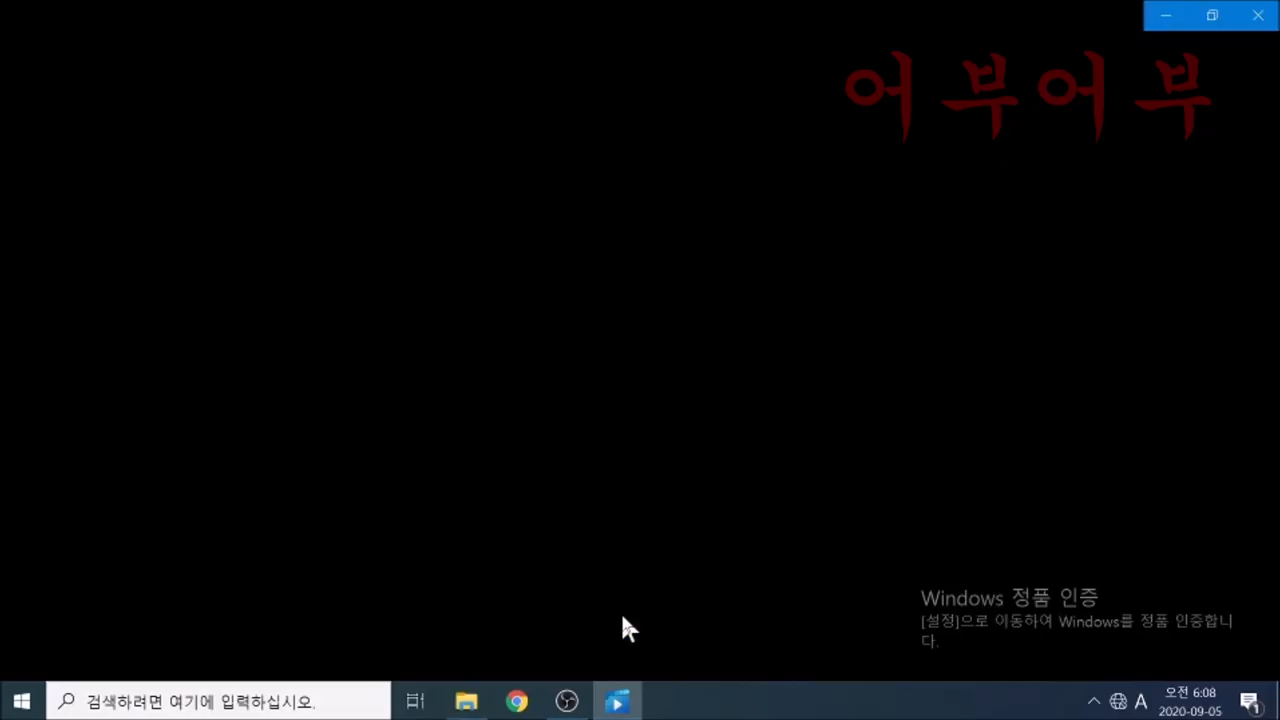 어부어부
Windows 정품 인증
[설정]으로 이동하여 Windows를 정품 인증합니
다.
검색하려면 여기에 입력하십시오.
A
오전 6:08
2020-09-05
1